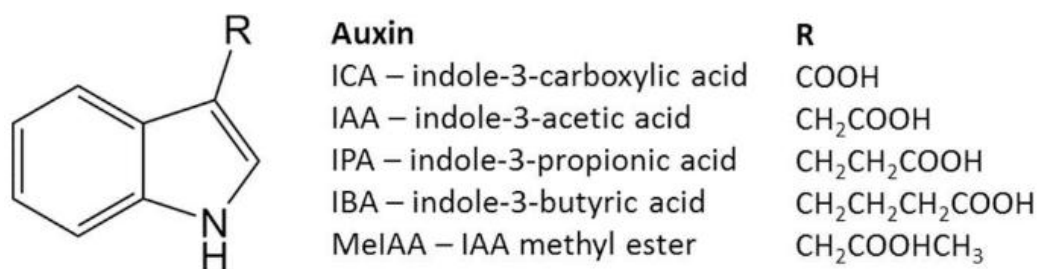 R
N
H
Auxin R
ICA – indole-3-carboxylic acid COOH
IAA – indole-3-acetic acid CH₂COOH
IPA – indole-3-propionic acid CH₂CH₂COOH
IBA – indole-3-butyric acid CH₂CH₂CH₂COOH
MeIAA – IAA methyl ester CH₂COOHCH₃